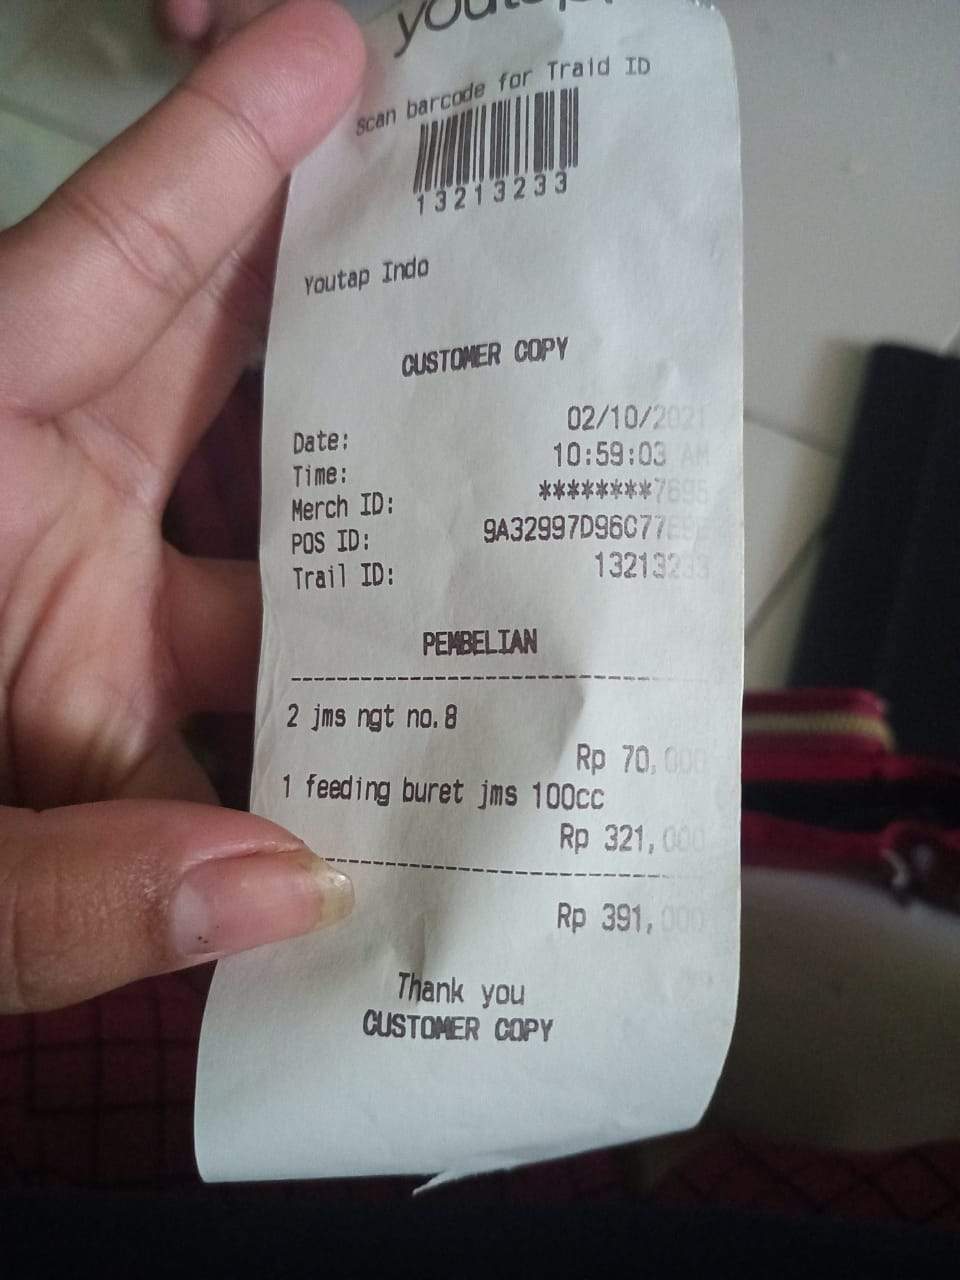 youtap
Scan barcode for Traid ID
13213233
Youtap Indo
CUSTOMER COPY
Date: 02/10/2021
Time: 10:59:03 AM
Merch ID: ********7695
POS ID: 9A32997D96C77E9E
Trail ID: 13213233
PEMBELIAN
2 jms ngt no.8
Rp 70,000
1 feeding buret jms 100cc
Rp 321,000
Rp 391,000
Thank you
CUSTOMER COPY